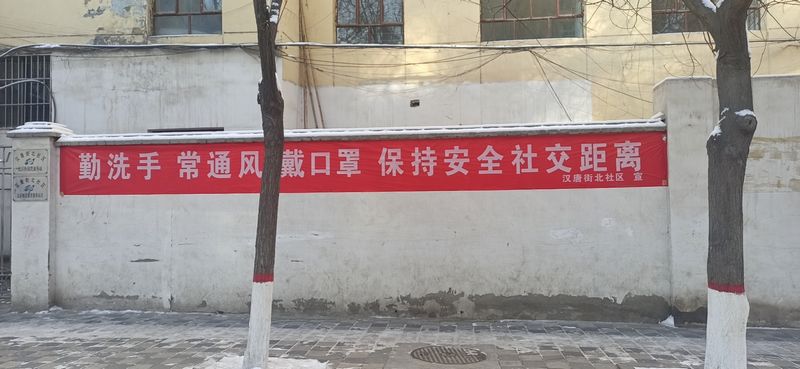 勤洗手 常通风 戴口罩 保持安全社交距离
汉唐街北社区 宣